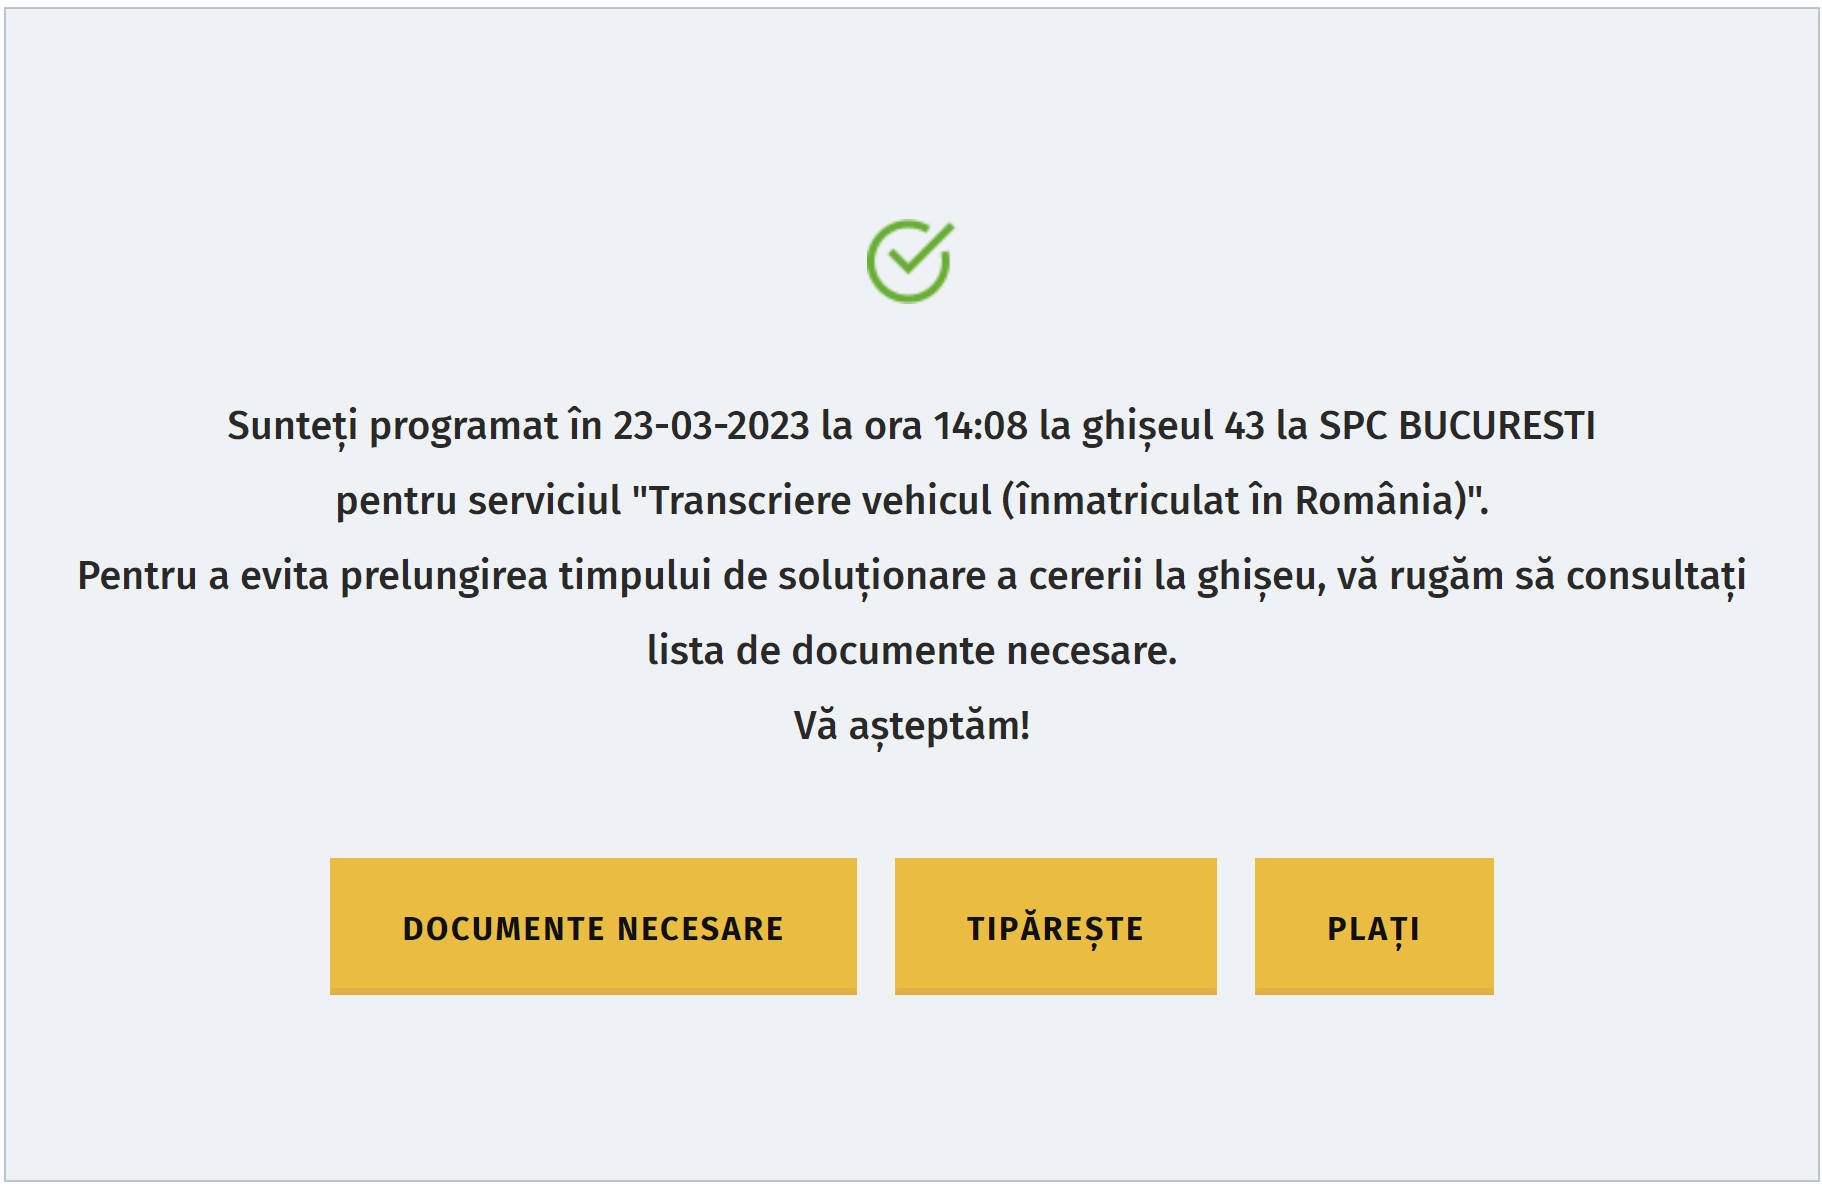 Sunteți programat în 23-03-2023 la ora 14:08 la ghișeul 43 la SPC BUCURESTI
pentru serviciul "Transcriere vehicul (înmatriculat în România)".
Pentru a evita prelungirea timpului de soluționare a cererii la ghișeu, vă rugăm să consultați
lista de documente necesare.
Vă așteptăm!
DOCUMENTE NECESARE
TIPĂREȘTE
PLAȚI